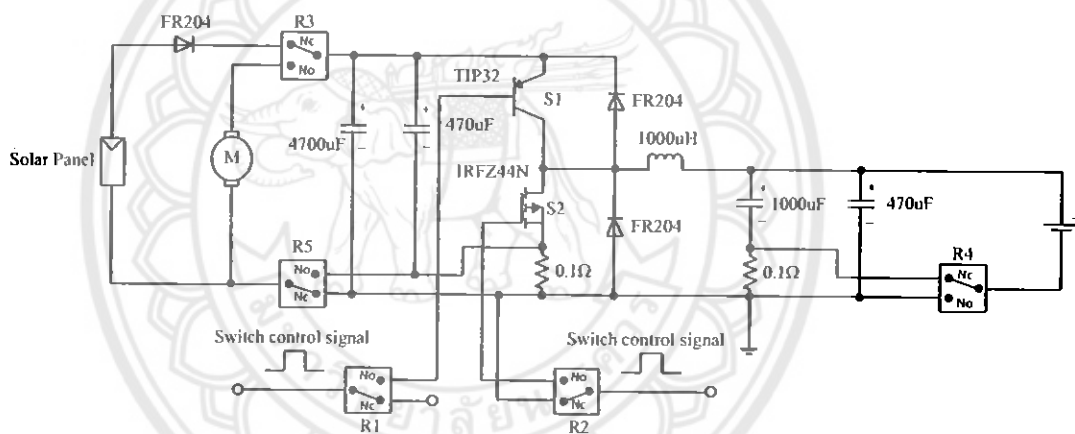 FR204
R3
Nc
No
TIP32
S1
FR204
4700uF
+
−
470uF
+
−
1000uH
Solar Panel
M
IRFZ44N
S2
FR204
1000uF
+
−
470uF
+
−
R5
No
Nc
0.1Ω
0.1Ω
R4
Nc
No
Switch control signal
Switch control signal
No
Nc
R1
No
Nc
R2